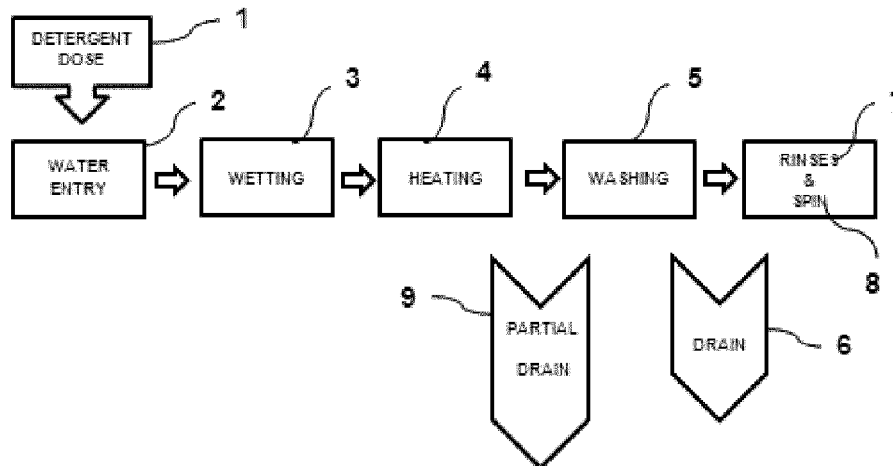 1
DETERGENT
DOSE
2
3
4
5
WATER
ENTRY
WETTING
HEATING
WASHING
RINSES
&
SPIN
8
9
PARTIAL
DRAIN
DRAIN
6